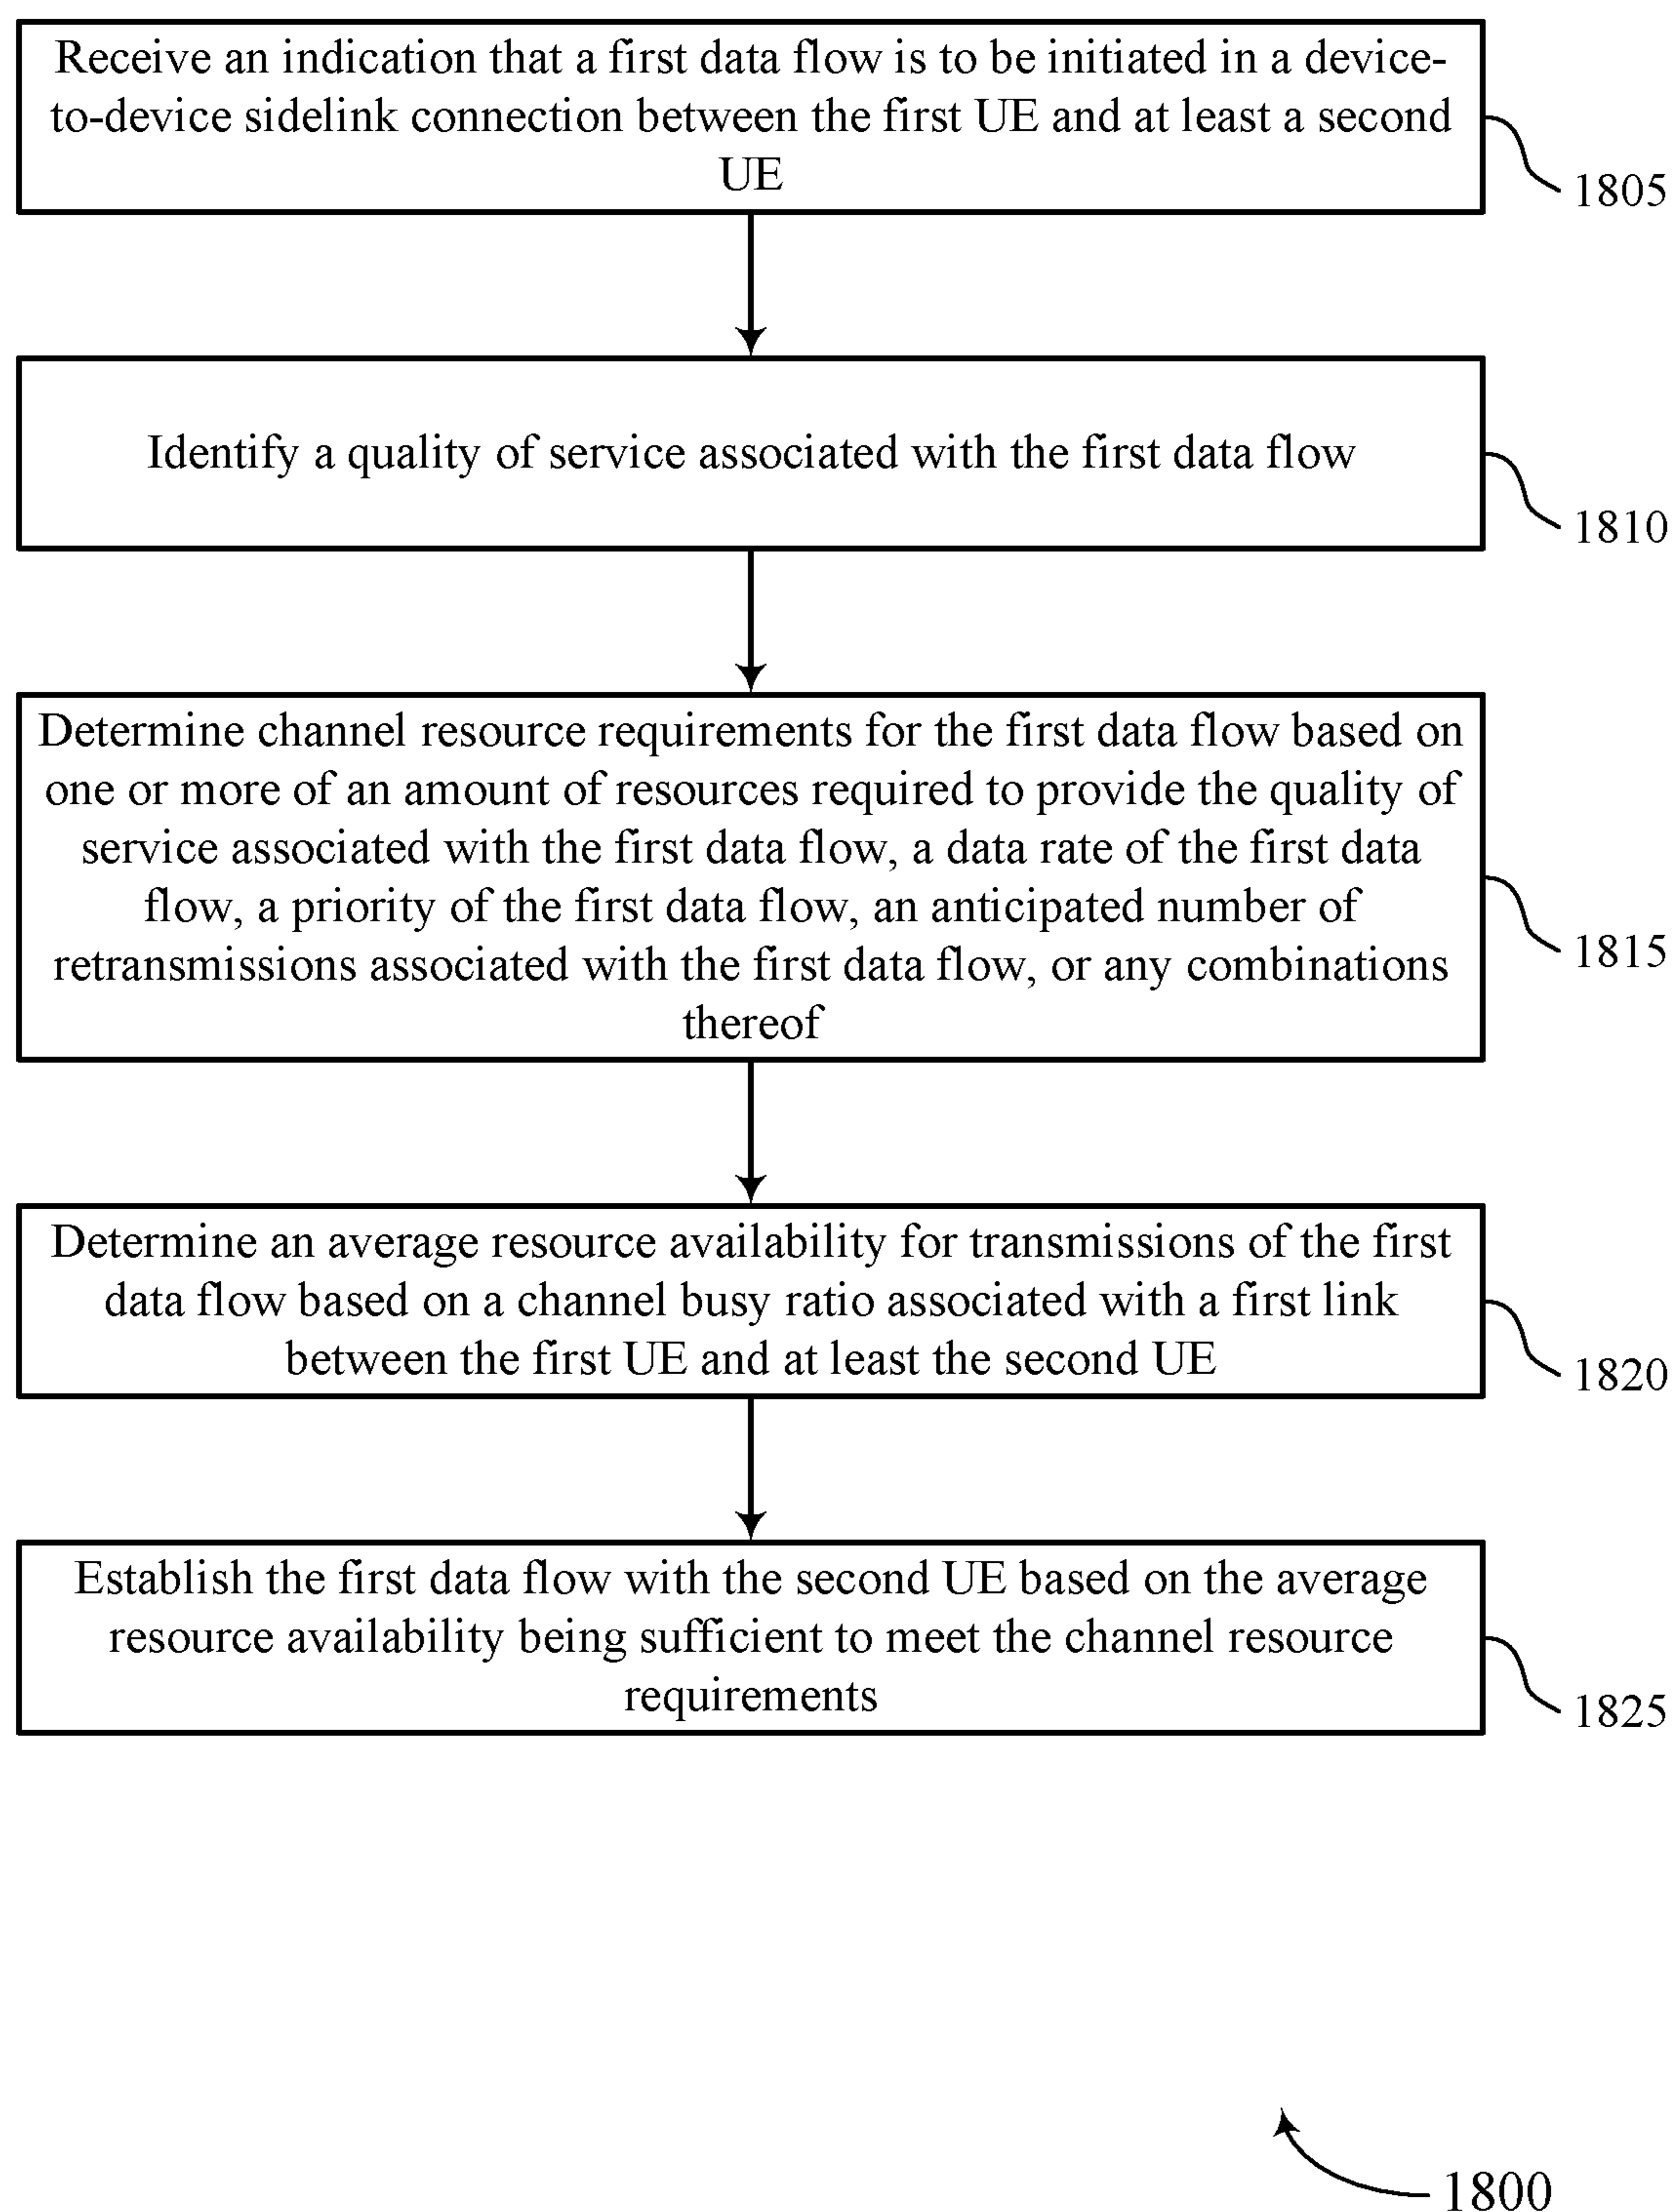 Receive an indication that a first data flow is to be initiated in a device-
to-device sidelink connection between the first UE and at least a second
UE
1805
Identify a quality of service associated with the first data flow
1810
Determine channel resource requirements for the first data flow based on
one or more of an amount of resources required to provide the quality of
service associated with the first data flow, a data rate of the first data
flow, a priority of the first data flow, an anticipated number of
retransmissions associated with the first data flow, or any combinations
thereof
1815
Determine an average resource availability for transmissions of the first
data flow based on a channel busy ratio associated with a first link
between the first UE and at least the second UE
1820
Establish the first data flow with the second UE based on the average
resource availability being sufficient to meet the channel resource
requirements
1825
1800